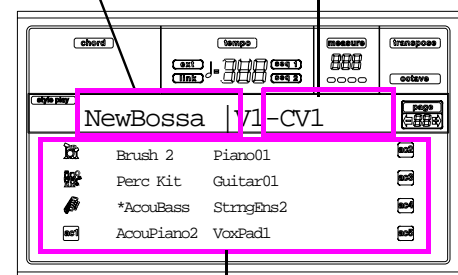 chord tempo measure transpose
ext seq 1
link seq 2
octave
style play page
NewBossa |V1-CV1
Brush 2 Piano01 ac2
Perc Kit Guitar01 ac3
*AcouBass StrngEns2 ac4
ac1 AcouPiano2 VoxPad1 ac5